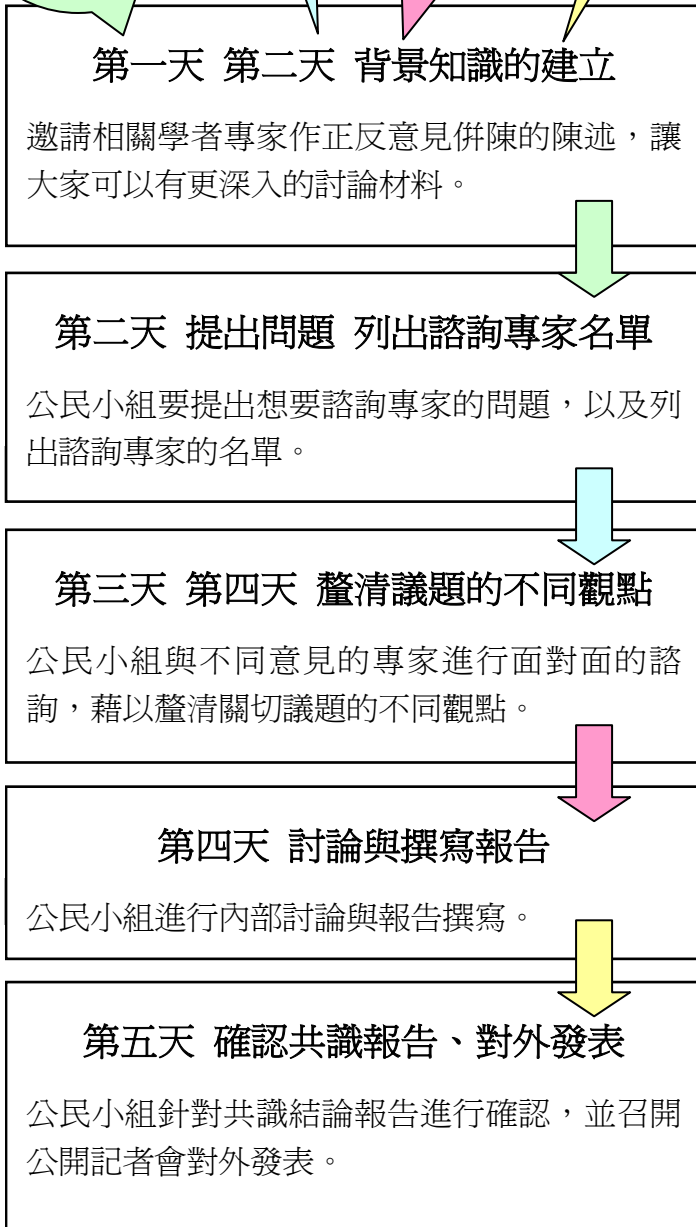 第一天 第二天 背景知識的建立
邀請相關學者專家作正反意見併陳的陳述，讓
大家可以有更深入的討論材料。
第二天 提出問題 列出諮詢專家名單
公民小組要提出想要諮詢專家的問題，以及列
出諮詢專家的名單。
第三天 第四天 釐清議題的不同觀點
公民小組與不同意見的專家進行面對面的諮
詢，藉以釐清關切議題的不同觀點。
第四天 討論與撰寫報告
公民小組進行內部討論與報告撰寫。
第五天 確認共識報告、對外發表
公民小組針對共識結論報告進行確認，並召開
公開記者會對外發表。